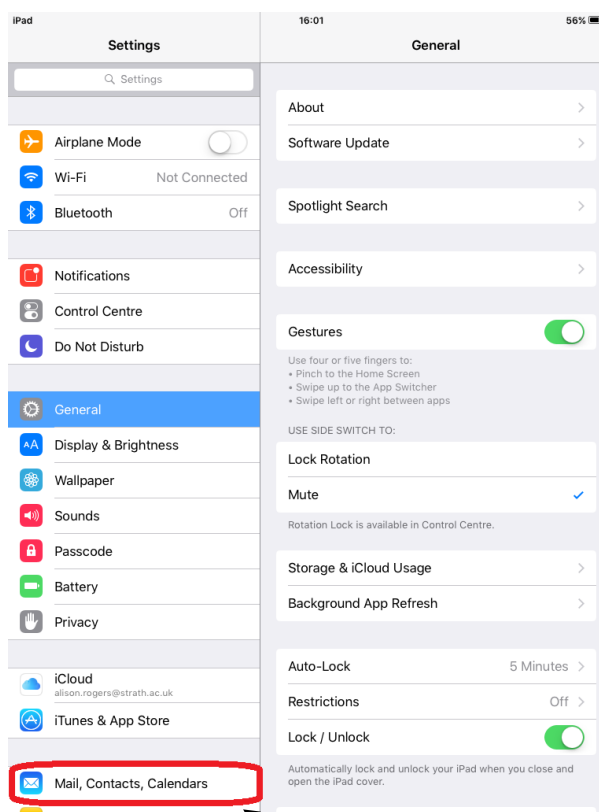 iPad 16:01 56%
Settings General
Settings
About
Software Update
Airplane Mode
Wi-Fi Not Connected
Bluetooth Off
Spotlight Search
Accessibility
Notifications
Control Centre
Do Not Disturb
Gestures
Use four or five fingers to:
• Pinch to the Home Screen
• Swipe up to the App Switcher
• Swipe left or right between apps
General
AA Display & Brightness
Wallpaper
Sounds
Passcode
Battery
Privacy
USE SIDE SWITCH TO:
Lock Rotation
Mute
Rotation Lock is available in Control Centre.
Storage & iCloud Usage
Background App Refresh
iCloud
alison.rogers@strath.ac.uk
iTunes & App Store
Mail, Contacts, Calendars
Auto-Lock 5 Minutes
Restrictions Off
Lock / Unlock
Automatically lock and unlock your iPad when you close and
open the iPad cover.